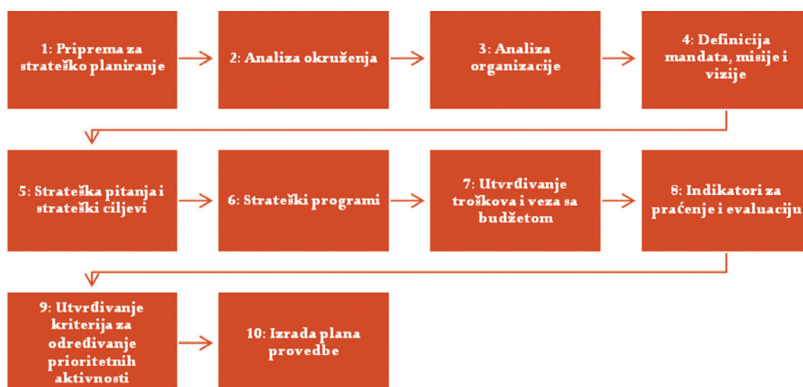 1: Priprema za
strateško planiranje
2: Analiza okruženja
3: Analiza
organizacije
4: Definicija
mandata, misije i
vizije
5: Strateška pitanja i
strateški ciljevi
6: Strateški programi
7: Utvrđivanje
troškova i veza sa
budžetom
8: Indikatori za
praćenje i evaluaciju
9: Utvrđivanje
kriterija za
određivanje
prioritetnih
aktivnosti
10: Izrada plana
provedbe